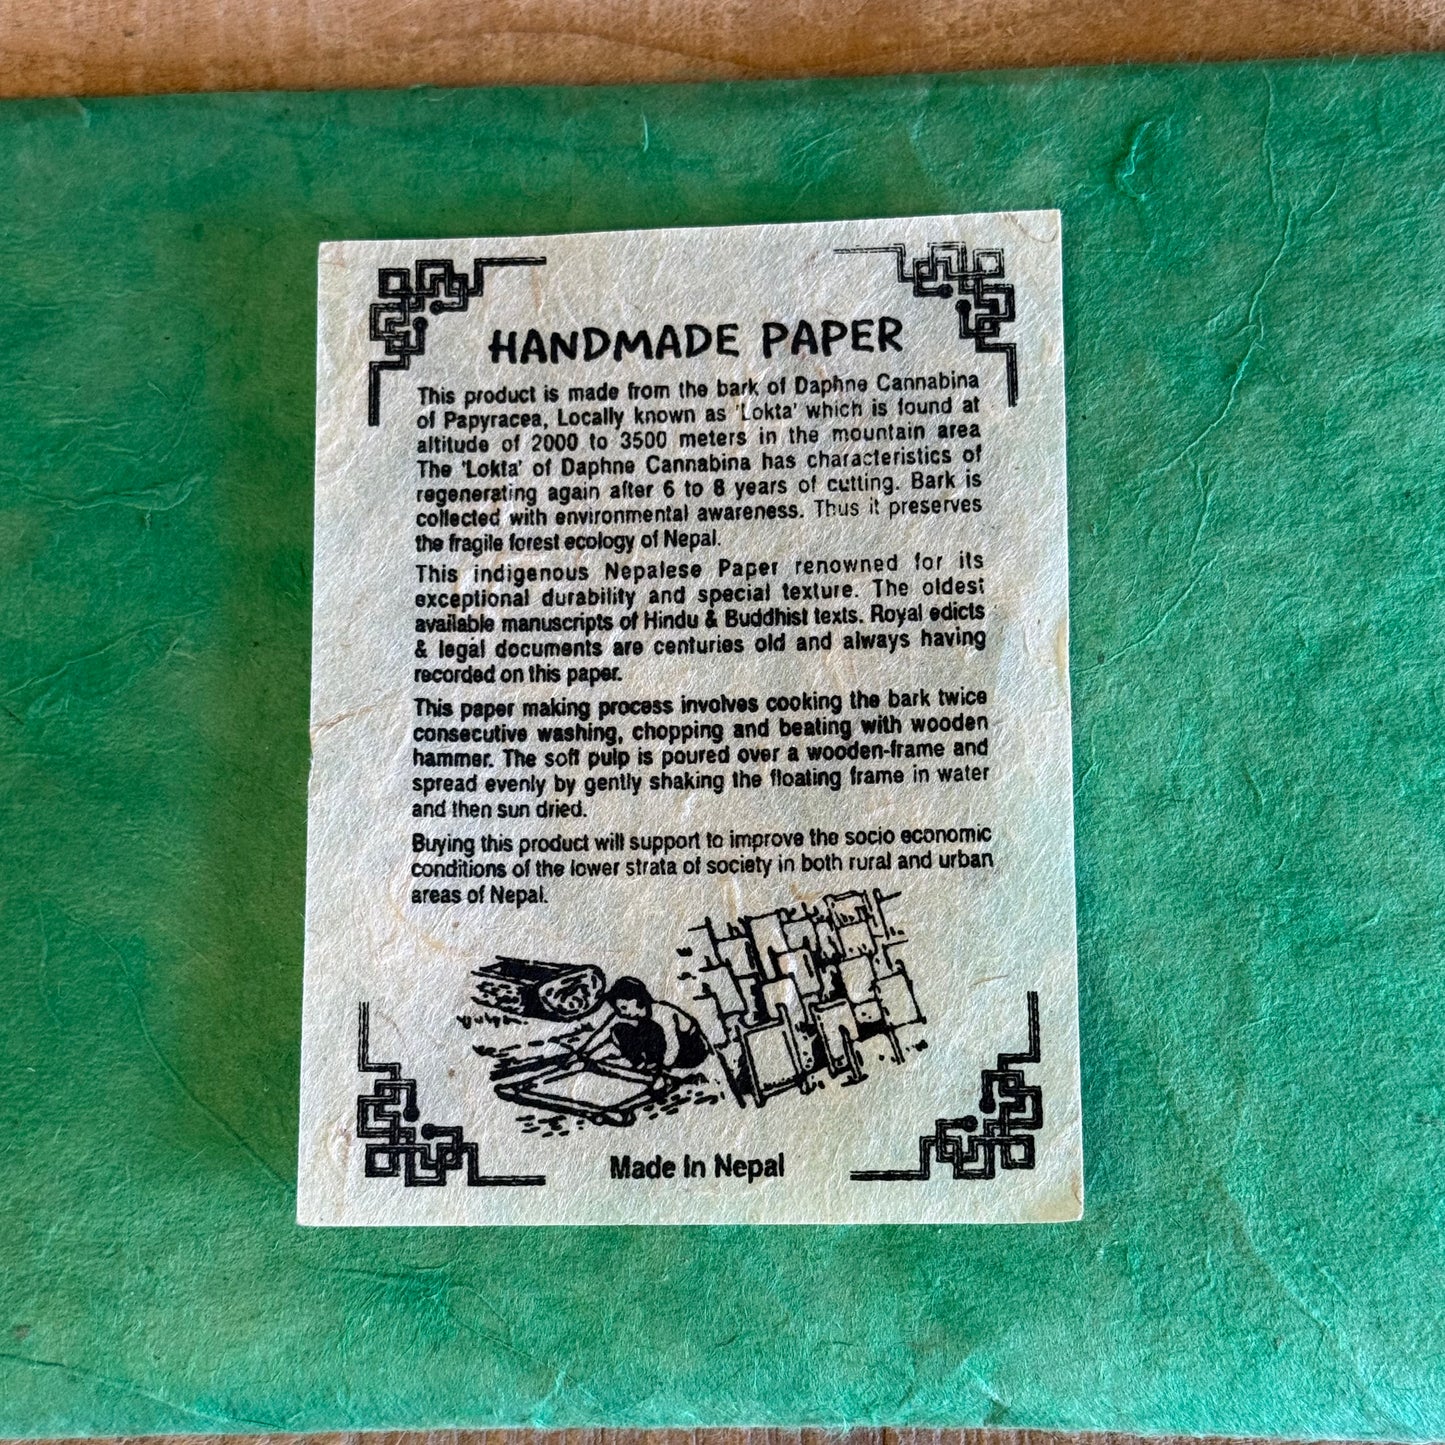 HANDMADE PAPER
This product is made from the bark of Daphne Cannabina
of Papyracea, Locally known as 'Lokta' which is found at
altitude of 2000 to 3500 meters in the mountain area
The 'Lokta' of Daphne Cannabina has characteristics of
regenerating again after 6 to 8 years of cutting. Bark is
collected with environmental awareness. Thus it preserves
the fragile forest ecology of Nepal.
This indigenous Nepalese Paper renowned for its
exceptional durability and special texture. The oldest
available manuscripts of Hindu & Buddhist texts. Royal edicts
& legal documents are centuries old and always having
recorded on this paper.
This paper making process involves cooking the bark twice
consecutive washing, chopping and beating with wooden
hammer. The soft pulp is poured over a wooden-frame and
spread evenly by gently shaking the floating frame in water
and then sun dried.
Buying this product will support to improve the socio economic
conditions of the lower strata of society in both rural and urban
areas of Nepal.
Made In Nepal